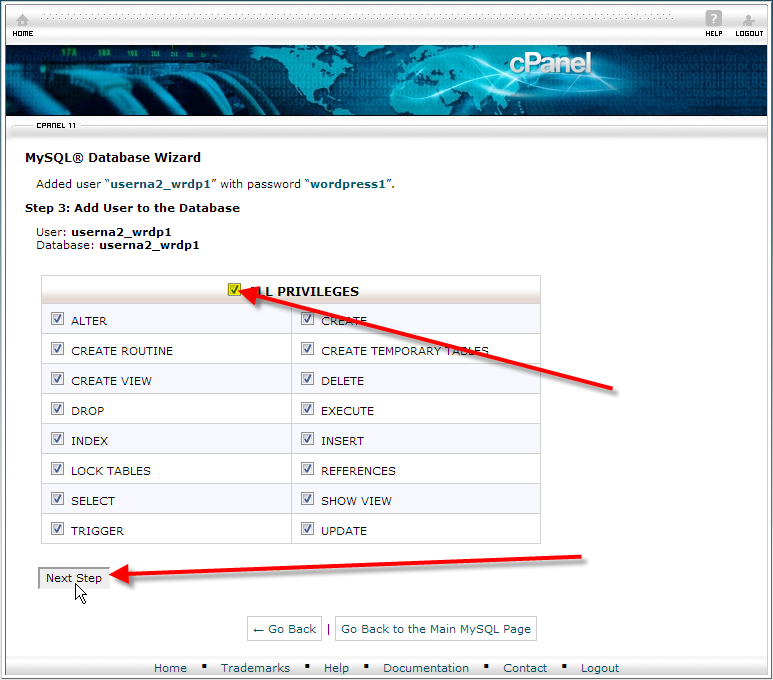 HOME
HELP
LOGOUT
cPanel
CPANEL 11
MySQL® Database Wizard
Added user “userna2_wrdp1” with password “wordpress1”.
Step 3: Add User to the Database
User: userna2_wrdp1
Database: userna2_wrdp1
ALL PRIVILEGES
ALTER
CREATE
CREATE ROUTINE
CREATE TEMPORARY TABLES
CREATE VIEW
DELETE
DROP
EXECUTE
INDEX
INSERT
LOCK TABLES
REFERENCES
SELECT
SHOW VIEW
TRIGGER
UPDATE
Next Step
← Go Back | Go Back to the Main MySQL Page
Home ▪ Trademarks ▪ Help ▪ Documentation ▪ Contact ▪ Logout